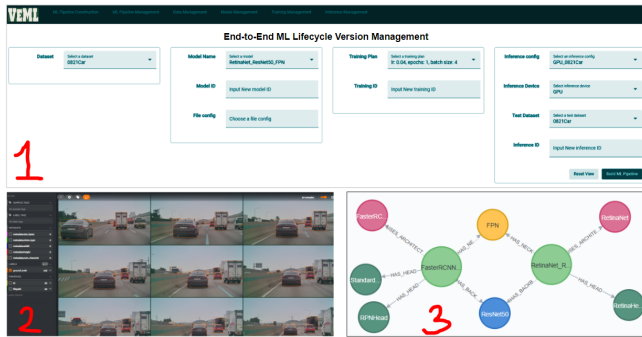 VEML
ML Pipeline Construction ML Pipeline Management Data Management Model Management Training Management Inference Management
End-to-End ML Lifecycle Version Management
Dataset
Select a dataset
0821Car
Model Name
Select a model
RetinaNet_ResNet50_FPN
Model ID
Input New model ID
File config
Choose a file config
Training Plan
Select a training plan
lr: 0.04, epochs: 1, batch size: 4
Training ID
Input New training ID
Inference config
Select an inference config
GPU_0821Car
Inference Device
Select inference device
GPU
Test Dataset
Select a test dataset
0821Car
Inference ID
Input New inference ID
Reset View
Build ML Pipeline
1
2
FasterRC...
USES_ARCHITECT
FPN
RetinaNet
HAS_NE...
HAS_NECK
USES_ARCHITE...
FasterRCNN...
RetinaNet_R...
Standard...
HAS_HEAD
HAS_HEAD
HAS_BACK...
HAS_BACKB...
HAS_HEAD
RPNHead
ResNet50
RetinaHe...
3